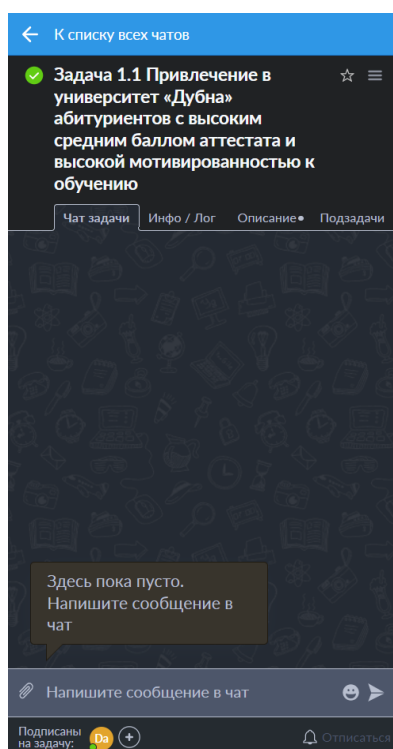 К списку всех чатов
Задача 1.1 Привлечение в
университет «Дубна»
абитуриентов с высоким
средним баллом аттестата и
высокой мотивированностью к
обучению
Чат задачи Инфо / Лог Описание• Подзадачи
Здесь пока пусто.
Напишите сообщение в
чат
Напишите сообщение в чат
Подписаны
на задачу: Da + Отписаться